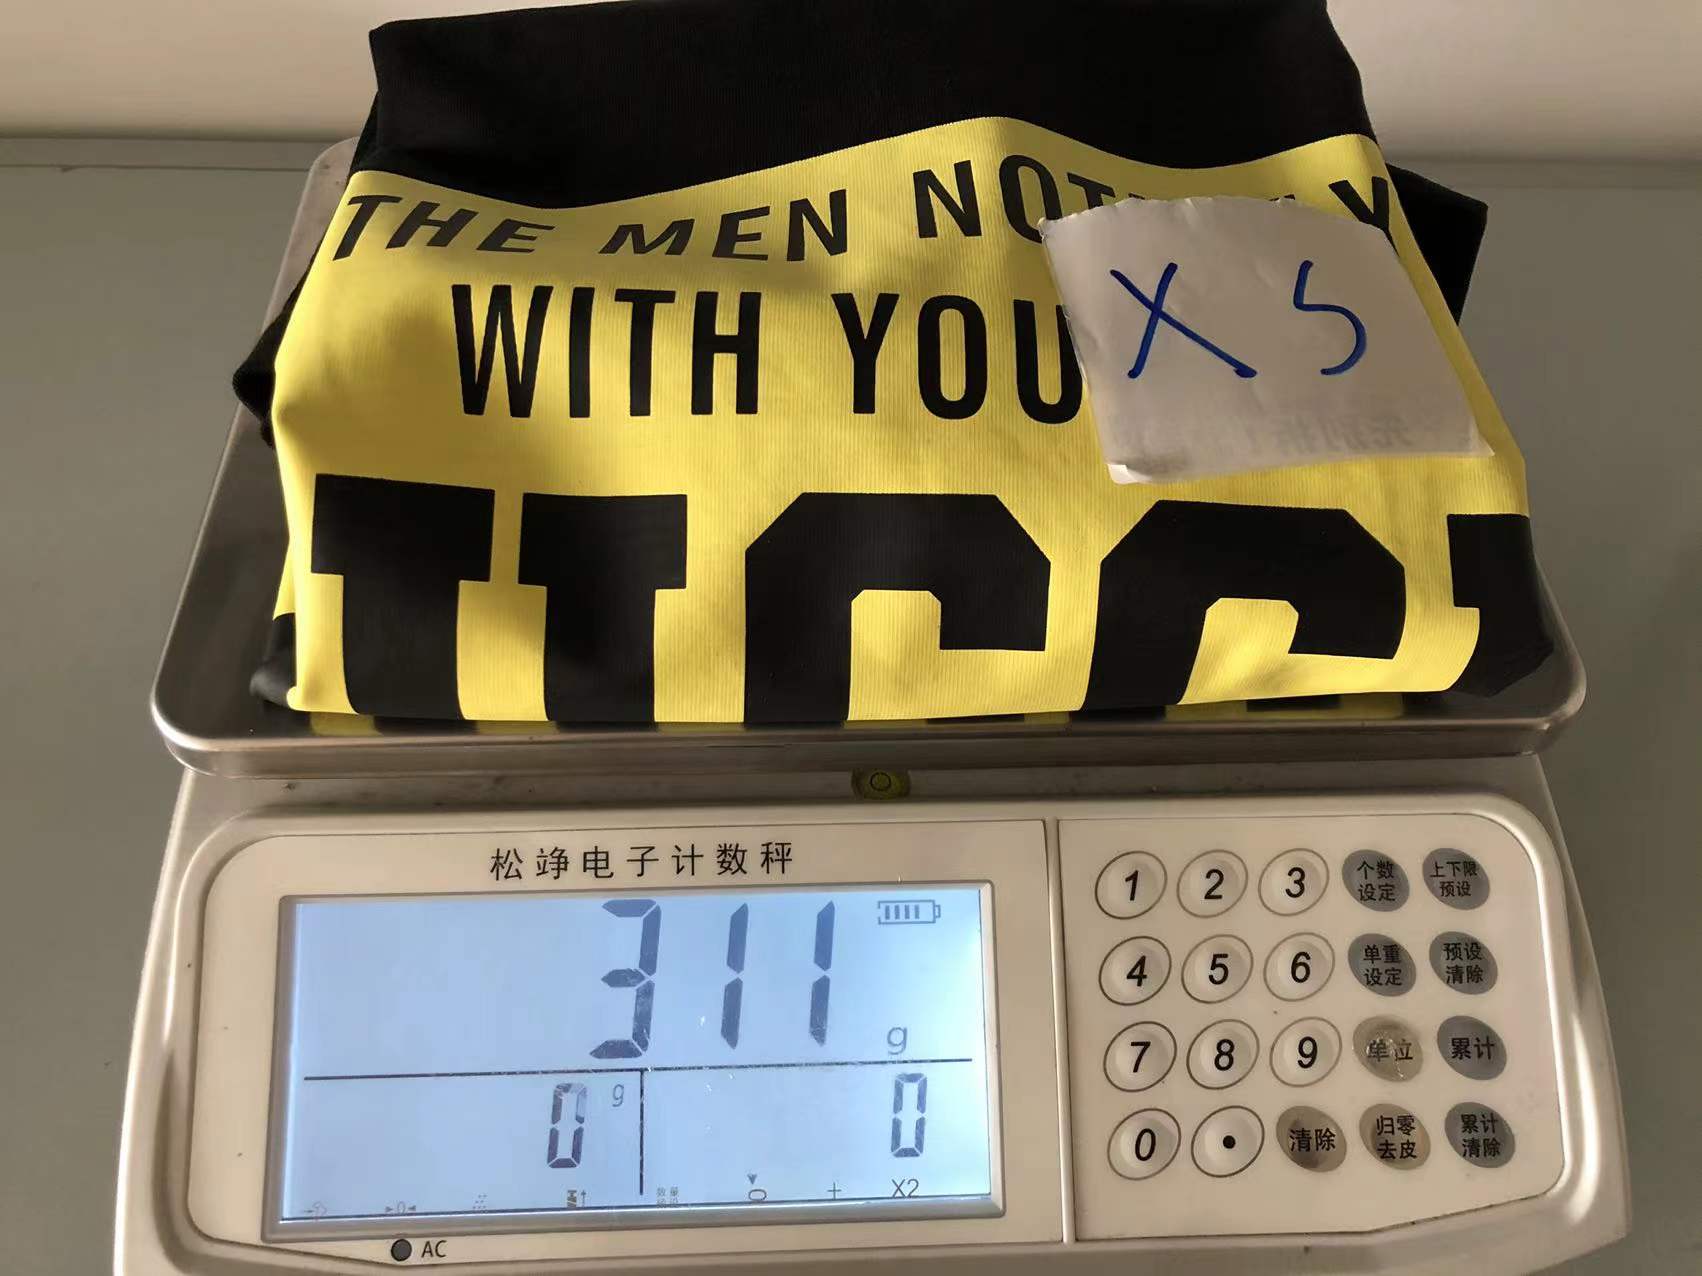 THE MEN NOT
WITH YOU
XS
松竫电子计数秤
311 g
0 g 0
X2
AC
1 2 3 个数设定 上下限预设
4 5 6 单重设定 预设清除
7 8 9 单位 累计
0 . 清除 归零去皮 累计清除